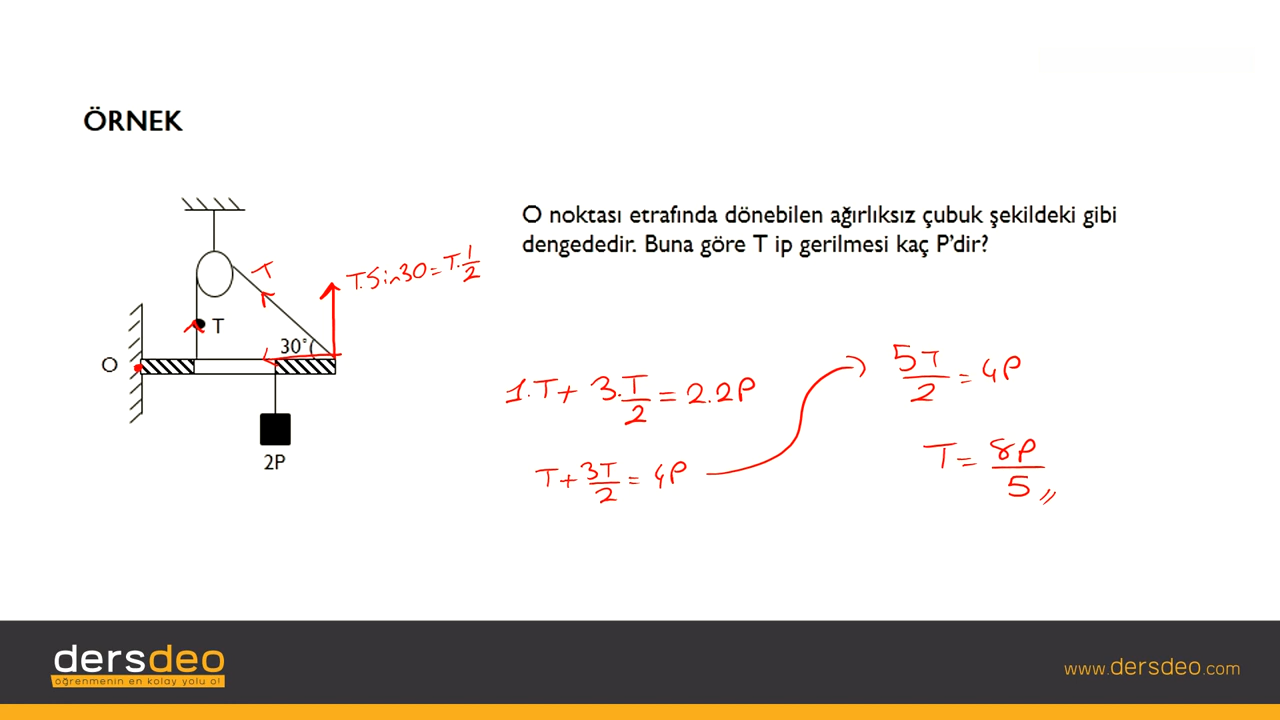 ÖRNEK
O noktası etrafında dönebilen ağırlıksız çubuk şekildeki gibi
dengededir. Buna göre T ip gerilmesi kaç P'dir?
T
T.Sin30=T.1/2
T
30°
O
2P
1.T+ 3.T/2 = 2.2P
T+3T/2 = 4P
5T/2 = 4P
T= 8P/5 //
dersdeo
öğrenmenin en kolay yolu o!
www.dersdeo.com